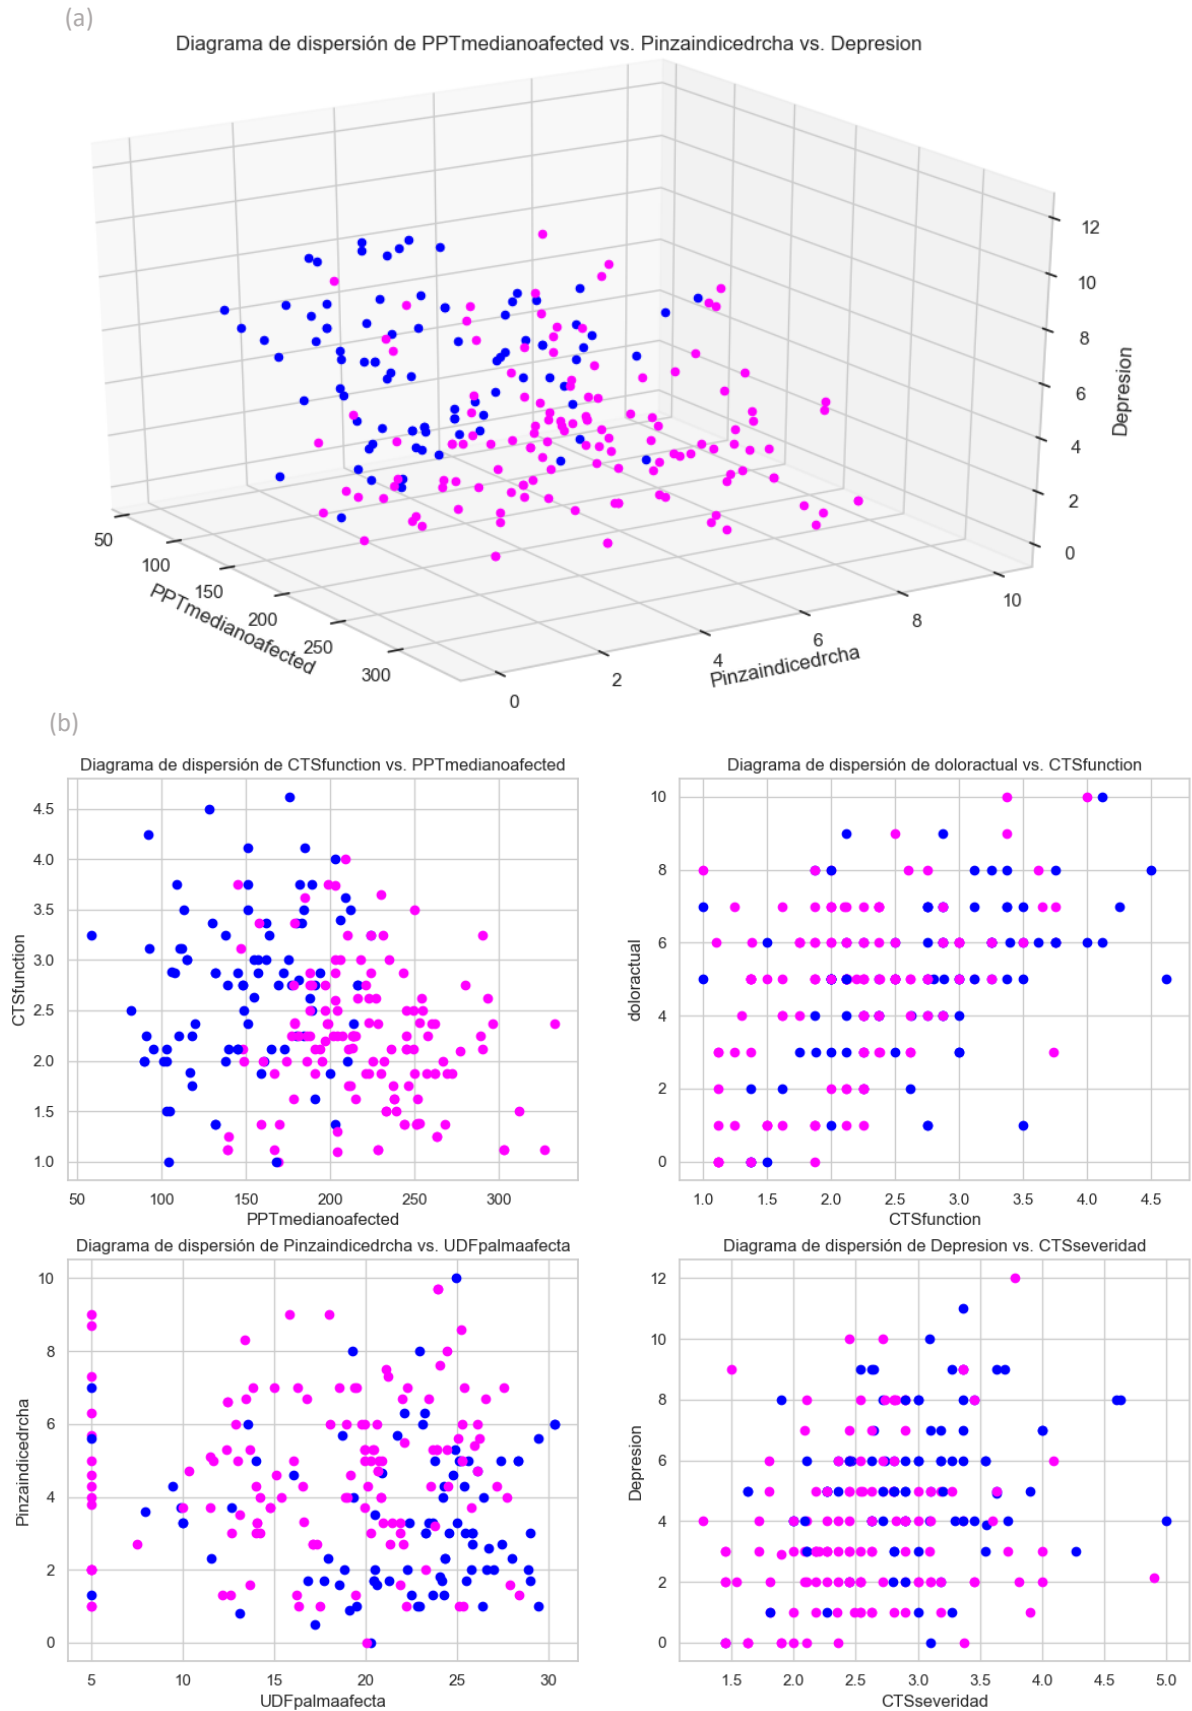 (a)
Diagrama de dispersión de PPTmedianoafected vs. Pinzaindicedrcha vs. Depresion
12
10
8
6
4
2
0
Depresion
50
100
150
200
250
300
PPTmedianoafected
0
2
4
6
8
10
Pinzaindicedrcha
(b)
Diagrama de dispersión de CTSfunction vs. PPTmedianoafected
4.5
4.0
3.5
3.0
2.5
2.0
1.5
1.0
CTSfunction
50 100 150 200 250 300
PPTmedianoafected
Diagrama de dispersión de doloractual vs. CTSfunction
10
8
6
4
2
0
doloractual
1.0 1.5 2.0 2.5 3.0 3.5 4.0 4.5
CTSfunction
Diagrama de dispersión de Pinzaindicedrcha vs. UDFpalmaafecta
10
8
6
4
2
0
Pinzaindicedrcha
5 10 15 20 25 30
UDFpalmaafecta
Diagrama de dispersión de Depresion vs. CTSseveridad
12
10
8
6
4
2
0
Depresion
1.5 2.0 2.5 3.0 3.5 4.0 4.5 5.0
CTSseveridad